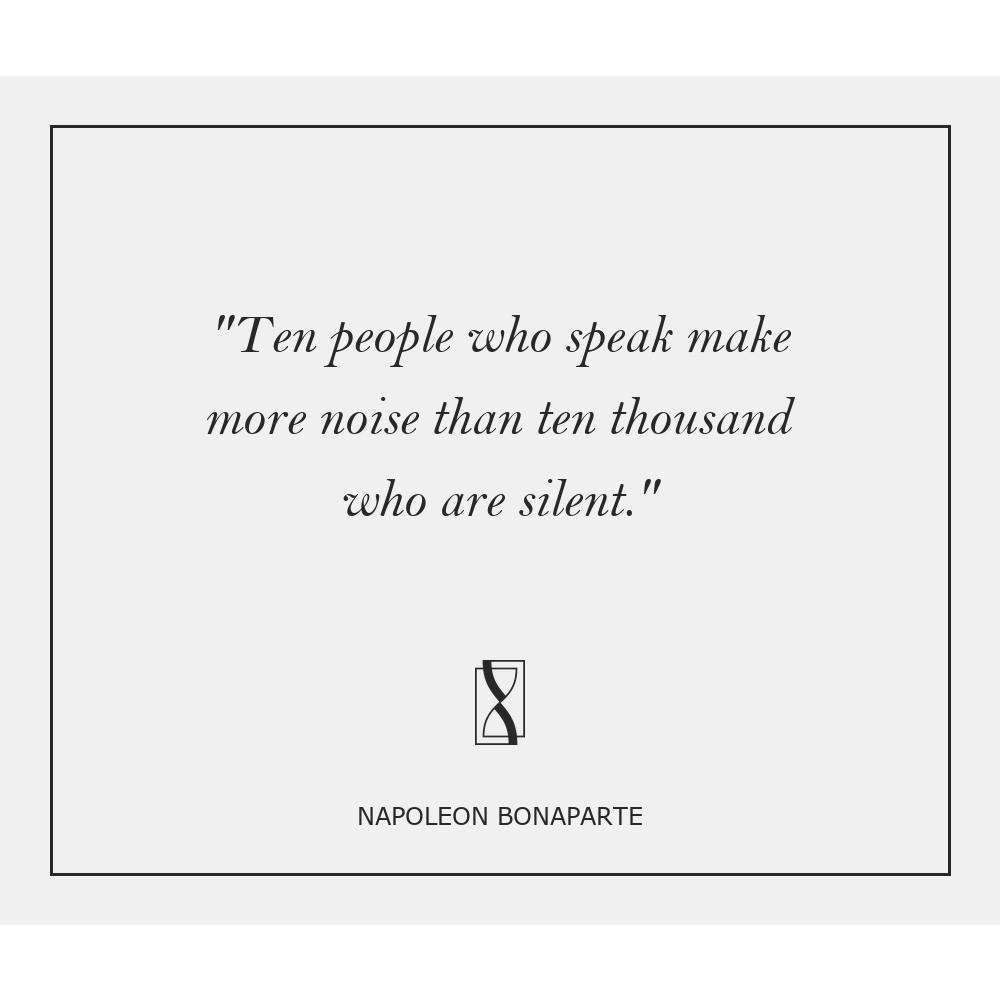 "Ten people who speak make
more noise than ten thousand
who are silent."
NAPOLEON BONAPARTE